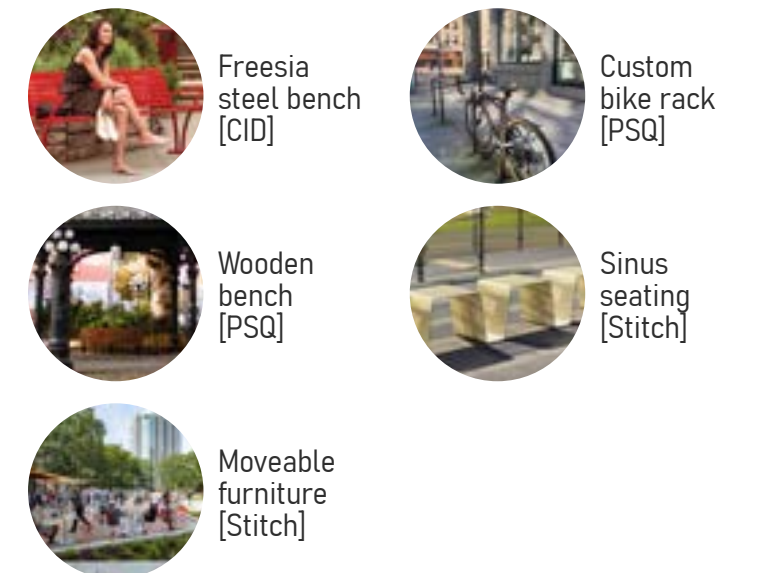 Freesia
steel bench
[CID]
Custom
bike rack
[PSQ]
Wooden
bench
[PSQ]
Sinus
seating
[Stitch]
Moveable
furniture
[Stitch]